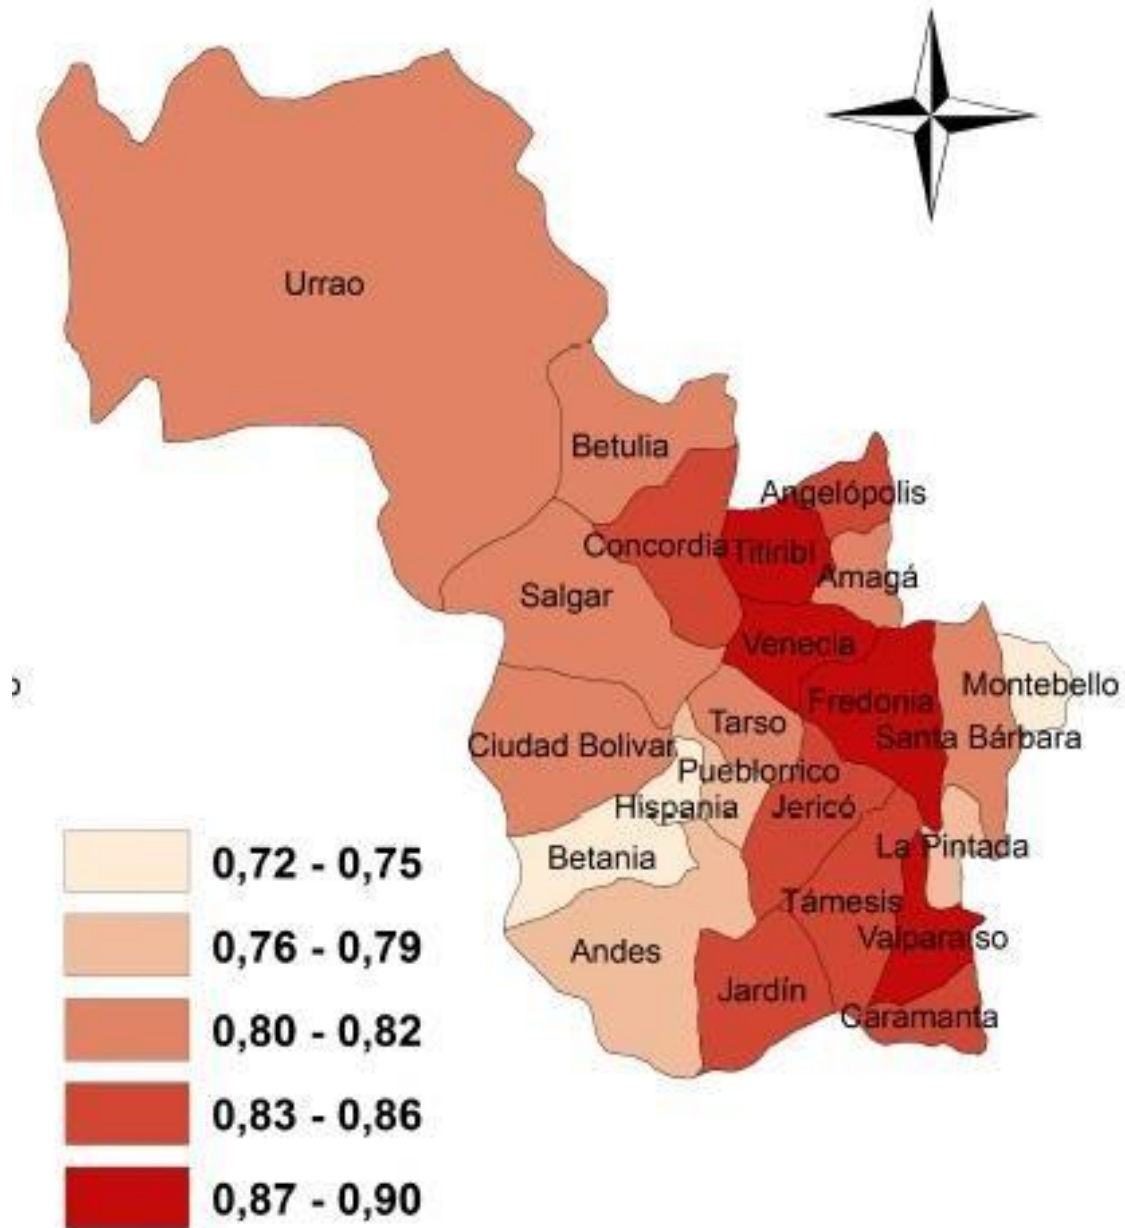 Urrao
Betulia
Angelópolis
Concordia
Titiribí
Amagá
Salgar
Venecia
Montebello
Fredonia
Tarso
Santa Bárbara
Ciudad Bolivar
Pueblorrico
Hispania
Jericó
La Pintada
Betania
Támesis
Valparaíso
Andes
Jardín
Caramanta
0,72 - 0,75
0,76 - 0,79
0,80 - 0,82
0,83 - 0,86
0,87 - 0,90